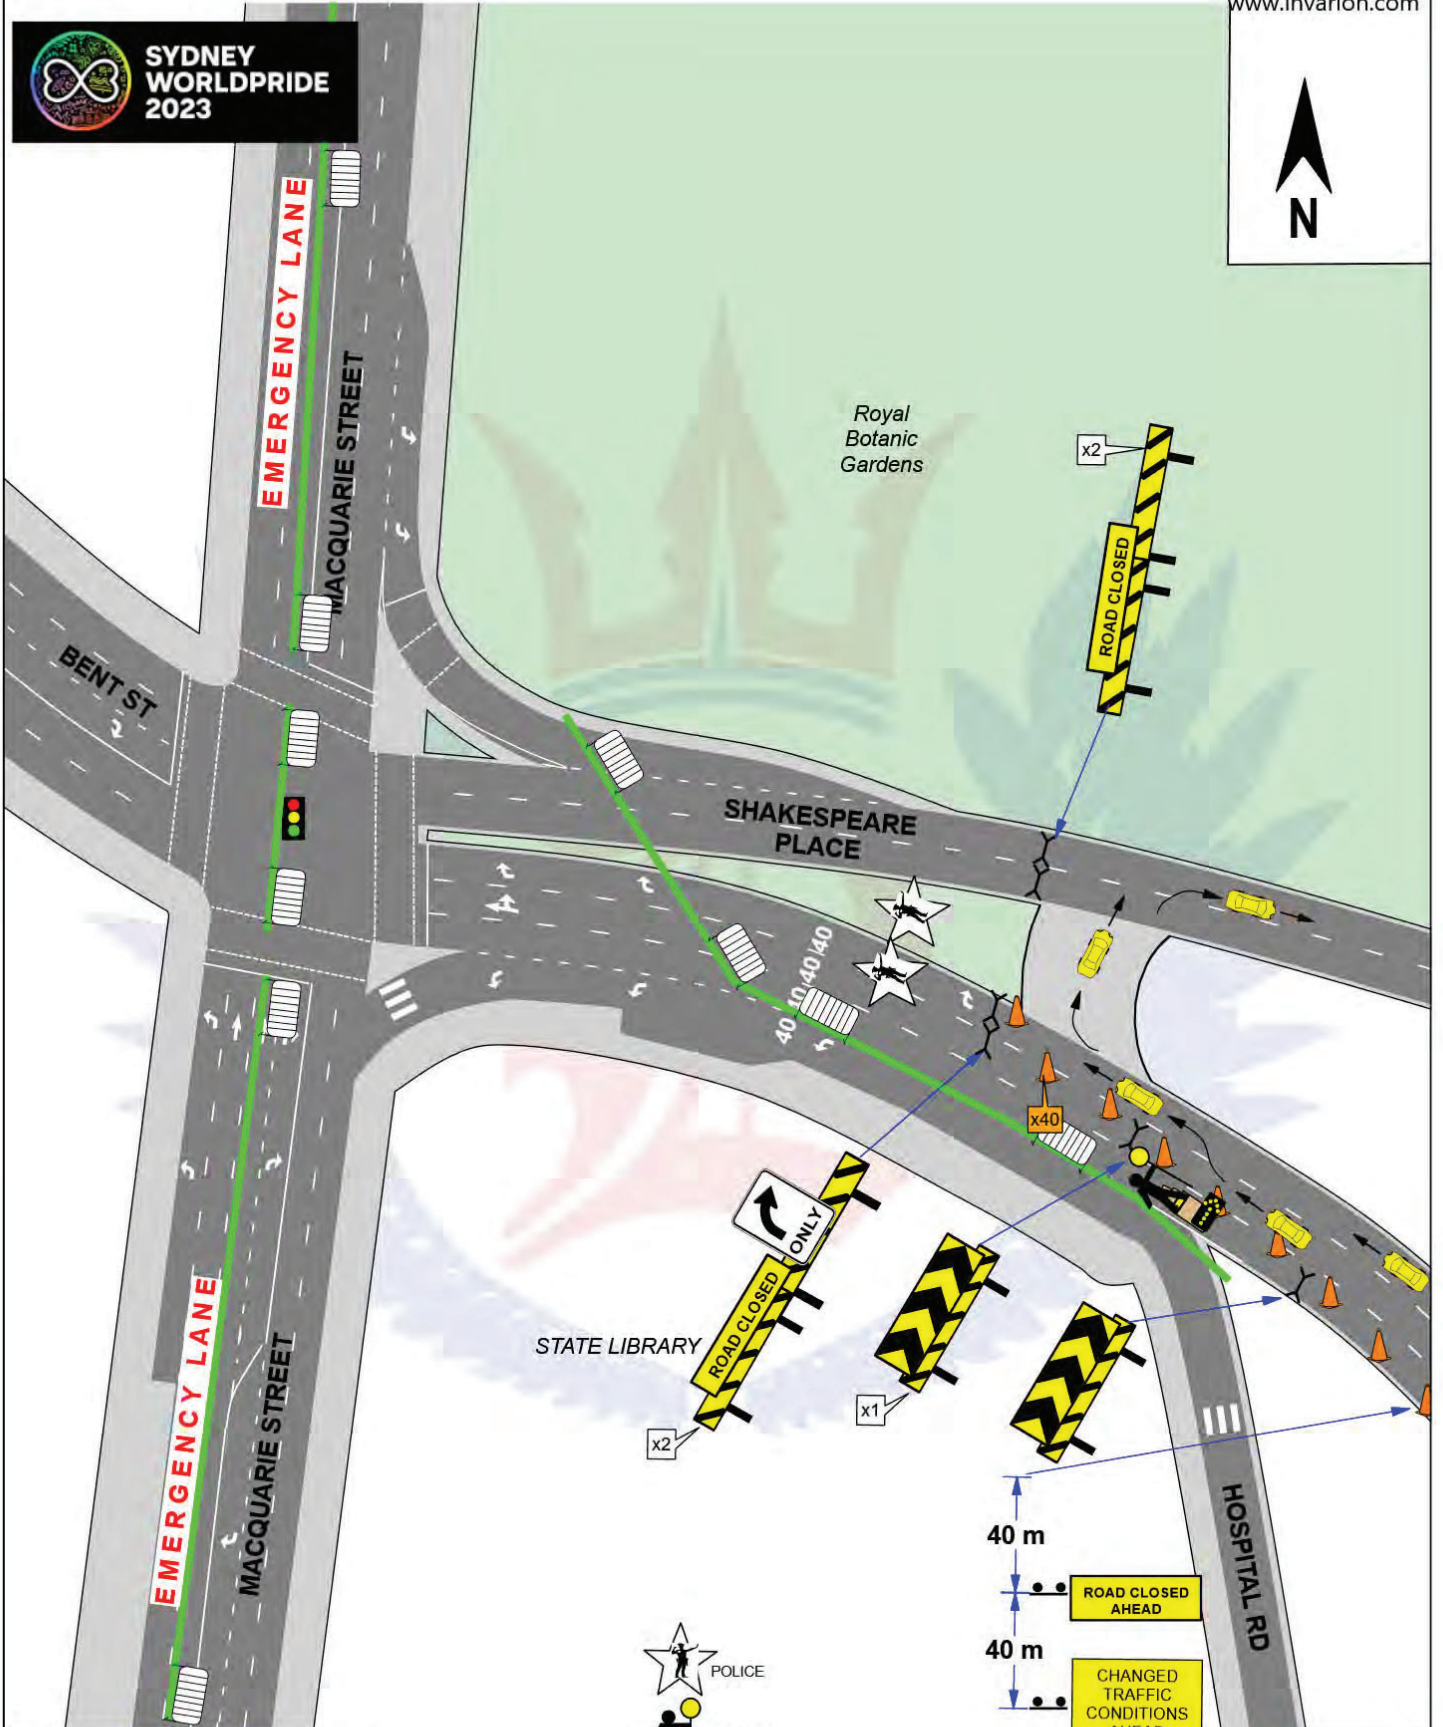 www.invarion.com
SYDNEY
WORLDPRIDE
2023
N
EMERGENCY LANE
MACQUARIE STREET
Royal
Botanic
Gardens
x2
ROAD CLOSED
BENT ST
SHAKESPEARE
PLACE
40
40
40
40
x40
ONLY
ROAD CLOSED
STATE LIBRARY
x1
x2
EMERGENCY LANE
MACQUARIE STREET
HOSPITAL RD
40 m
ROAD CLOSED
AHEAD
40 m
POLICE
CHANGED
TRAFFIC
CONDITIONS
AHEAD